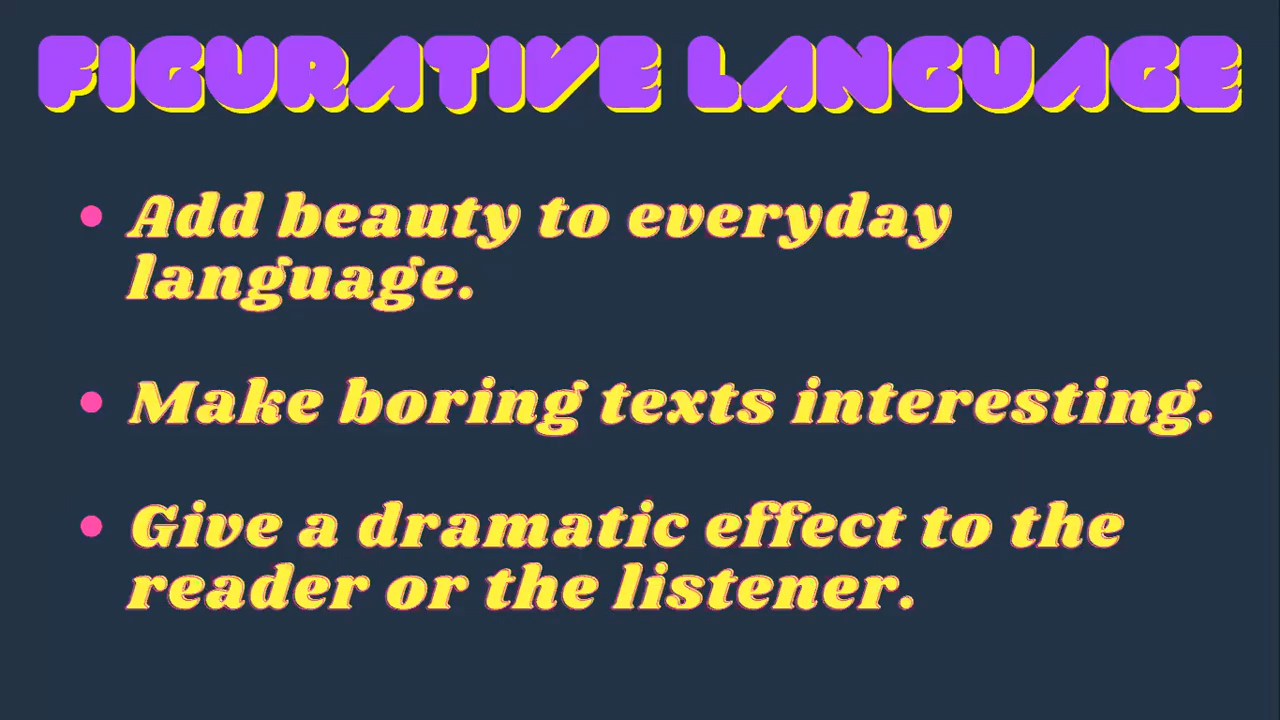 FIGURATIVE LANGUAGE
• Add beauty to everyday
language.
• Make boring texts interesting.
• Give a dramatic effect to the
reader or the listener.